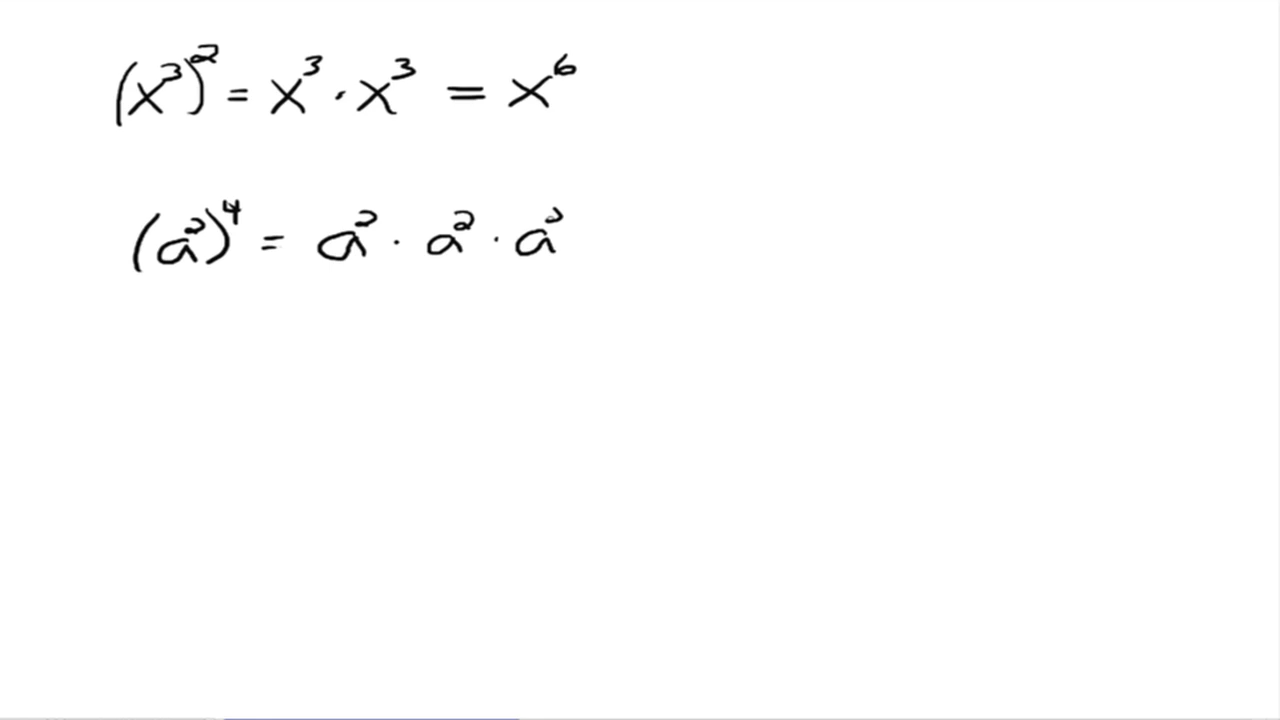 (x³)² = x³ · x³ = x⁶
(a²)⁴ = a² · a² · a²